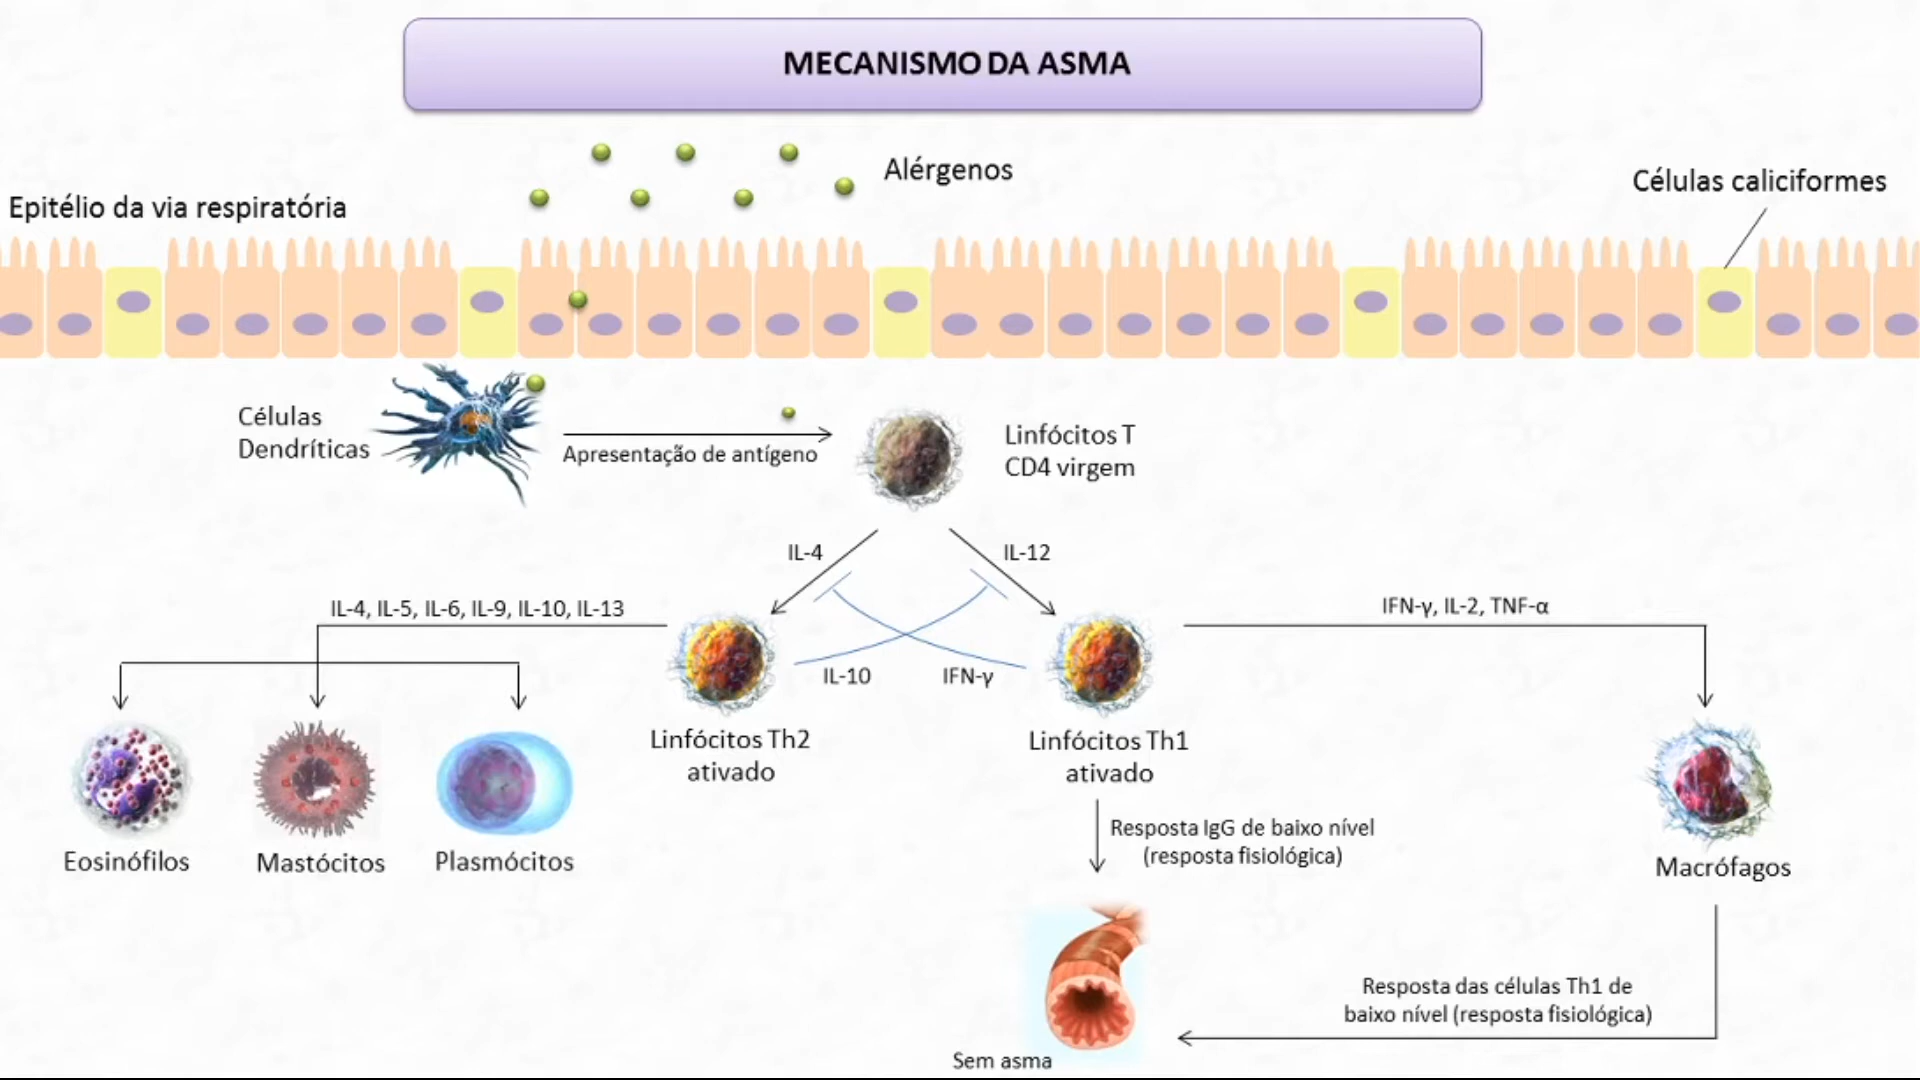 MECANISMO DA ASMA
Alérgenos
Células caliciformes
Epitélio da via respiratória
Células
Dendríticas
Apresentação de antígeno
Linfócitos T
CD4 virgem
IL-4
IL-12
IL-4, IL-5, IL-6, IL-9, IL-10, IL-13
IFN-γ, IL-2, TNF-α
IL-10
IFN-γ
Linfócitos Th2
ativado
Linfócitos Th1
ativado
Eosinófilos
Mastócitos
Plasmócitos
Resposta IgG de baixo nível
(resposta fisiológica)
Macrófagos
Resposta das células Th1 de
baixo nível (resposta fisiológica)
Sem asma